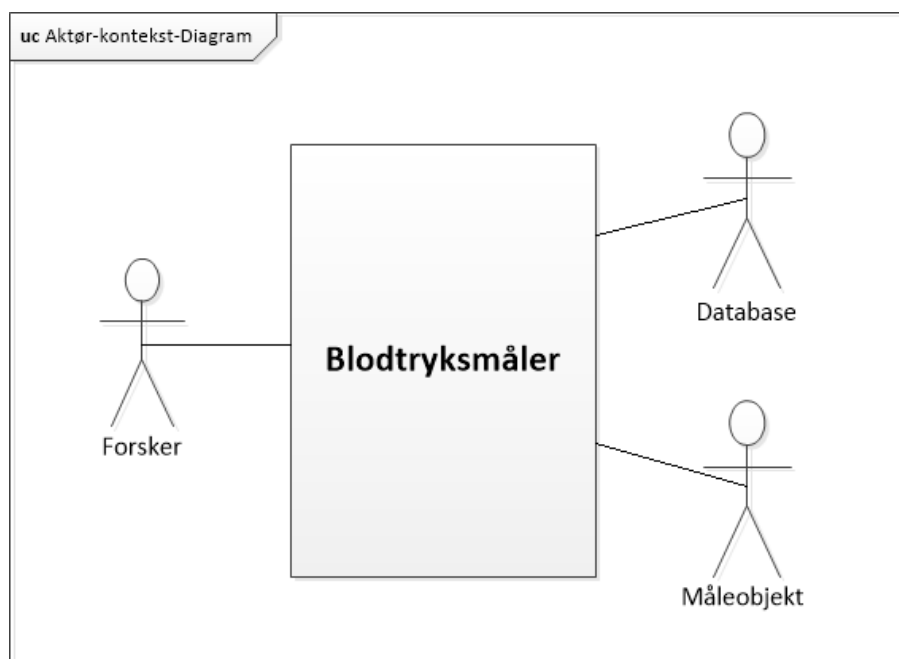 uc Aktør-kontekst-Diagram
Database
Blodtryksmåler
Forsker
Måleobjekt